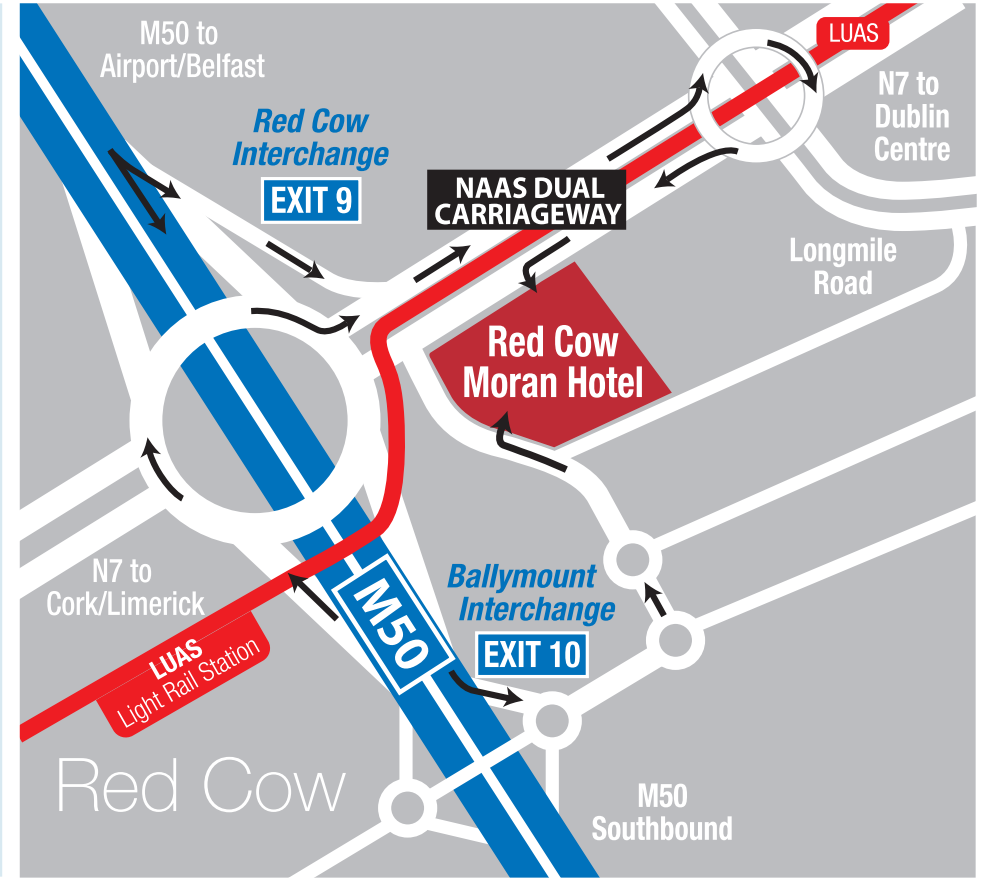 M50 to
Airport/Belfast
LUAS
N7 to
Dublin
Centre
Red Cow
Interchange
EXIT 9
NAAS DUAL
CARRIAGEWAY
Longmile
Road
Red Cow
Moran Hotel
N7 to
Cork/Limerick
LUAS
Light Rail Station
M50
Ballymount
Interchange
EXIT 10
Red Cow
M50
Southbound